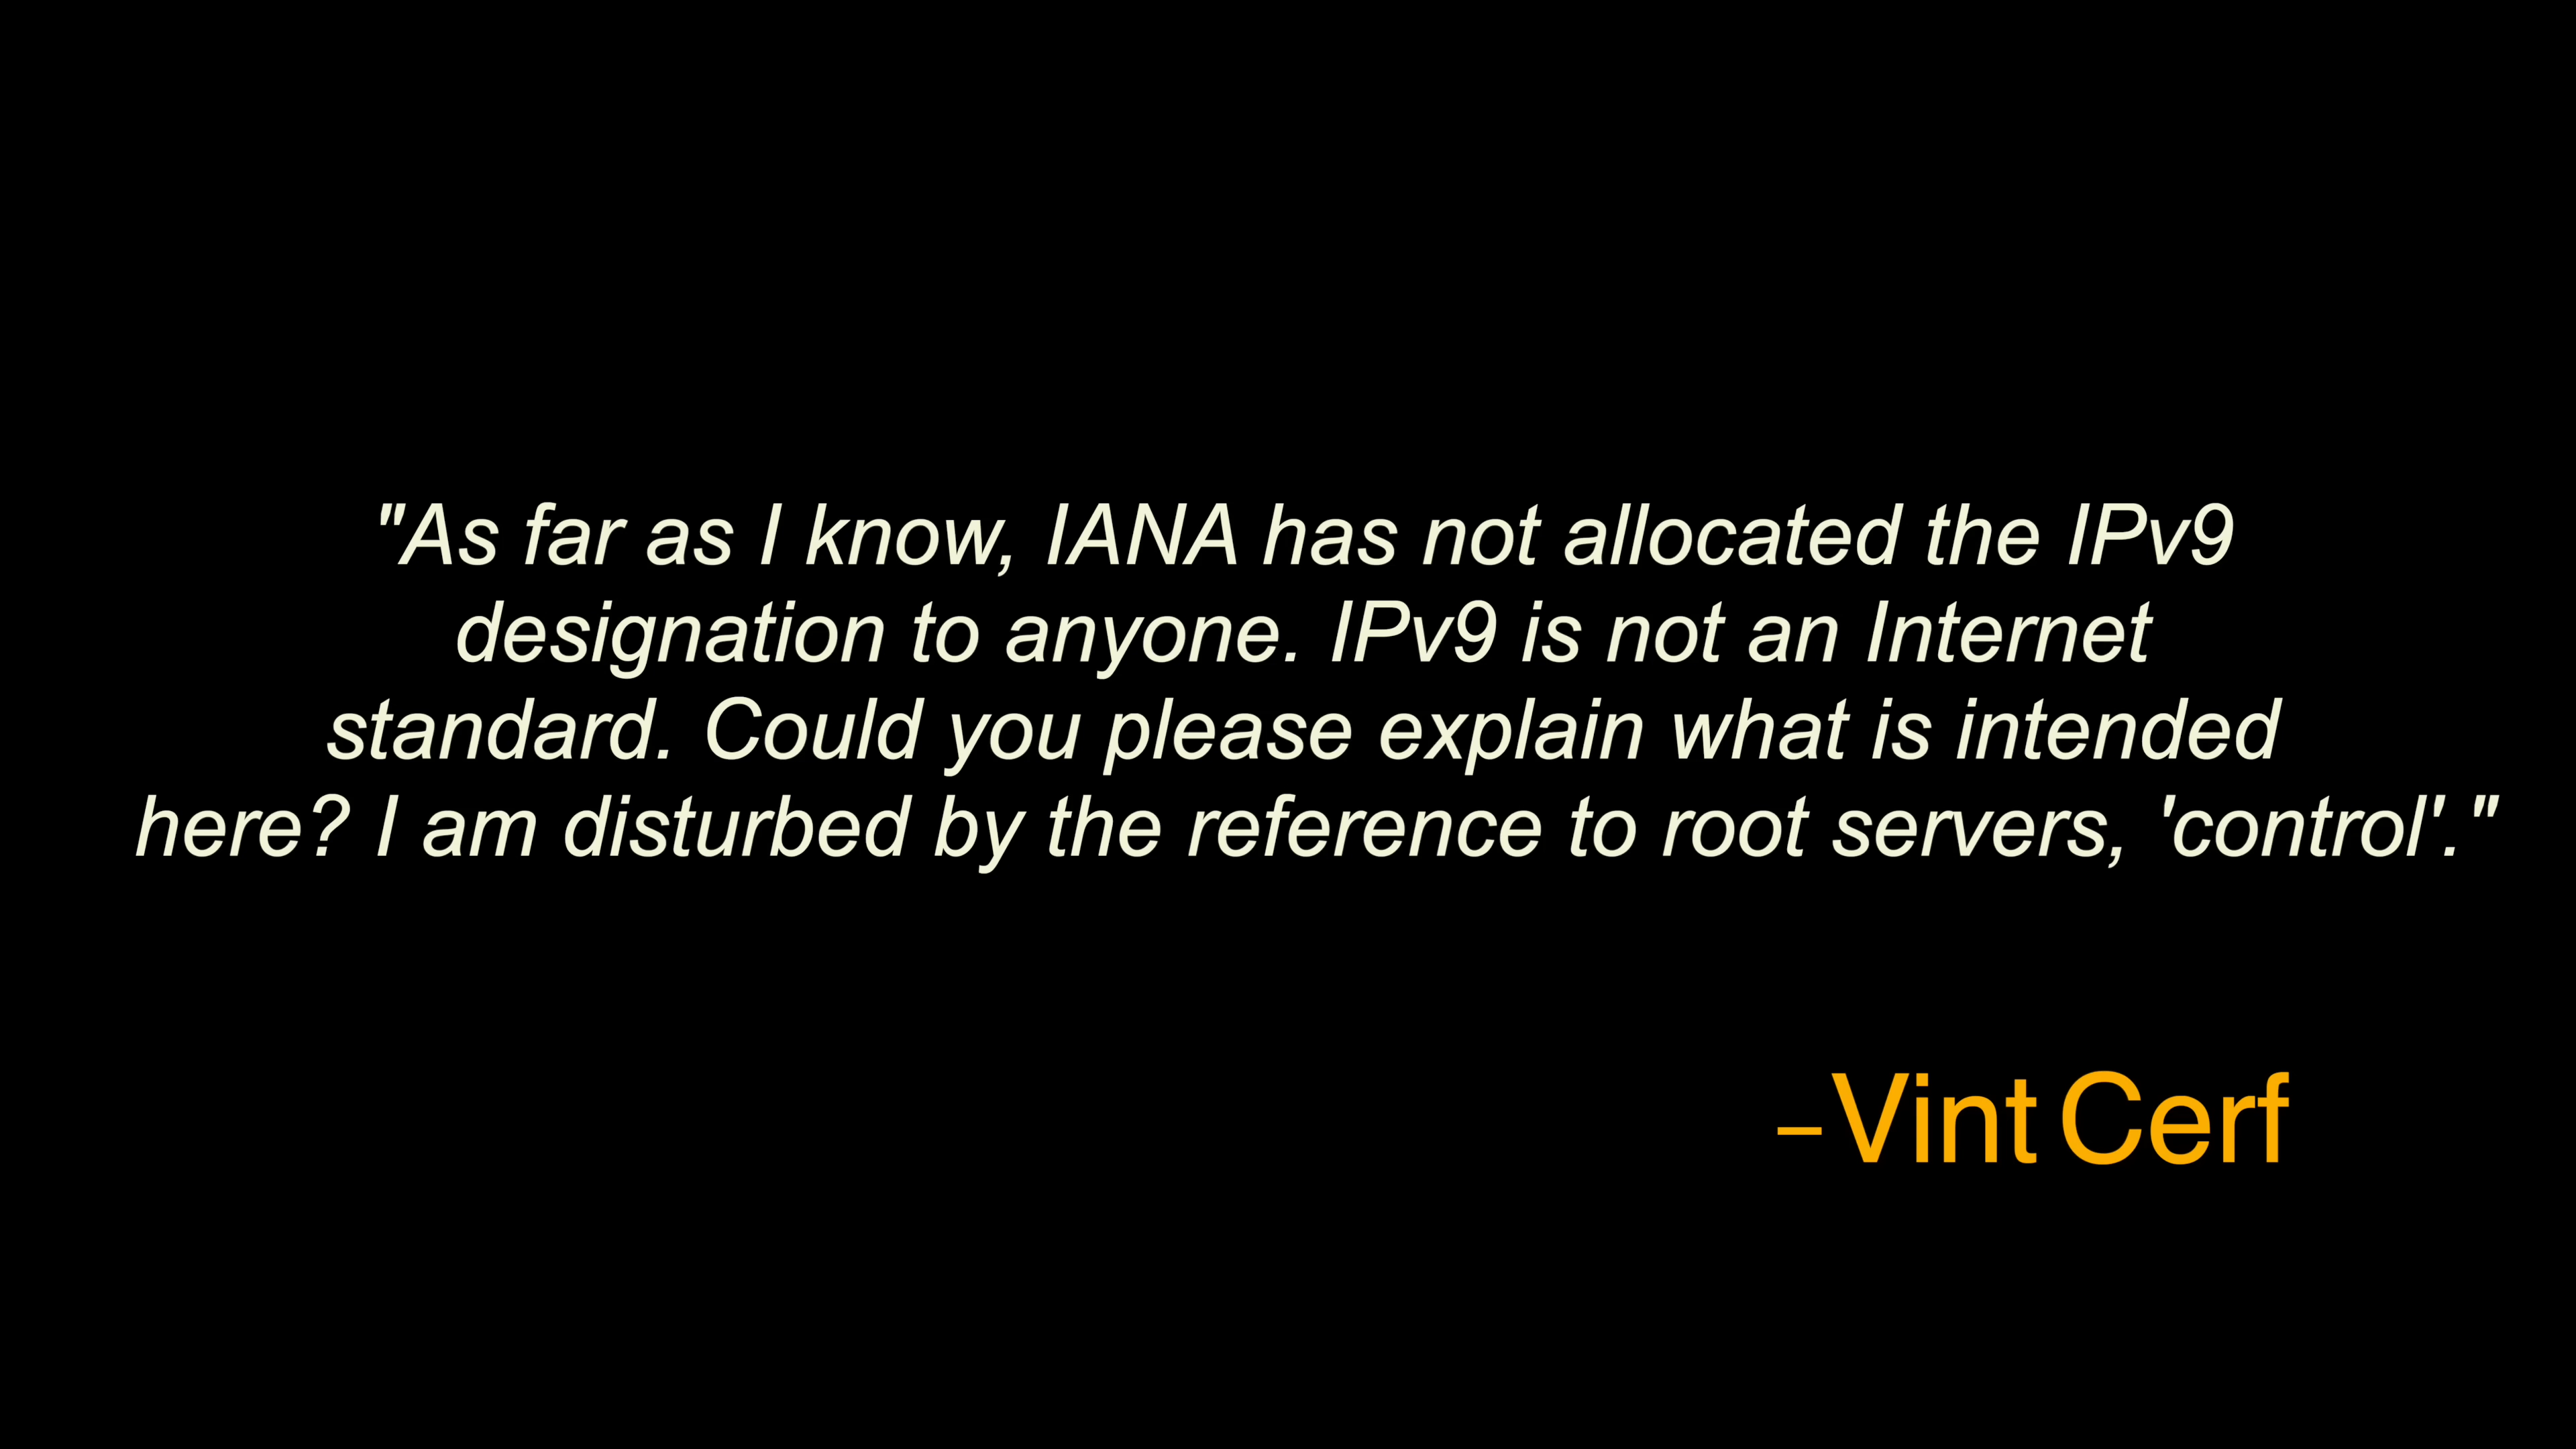 "As far as I know, IANA has not allocated the IPv9
designation to anyone. IPv9 is not an Internet
standard. Could you please explain what is intended
here? I am disturbed by the reference to root servers, 'control'."
–Vint Cerf